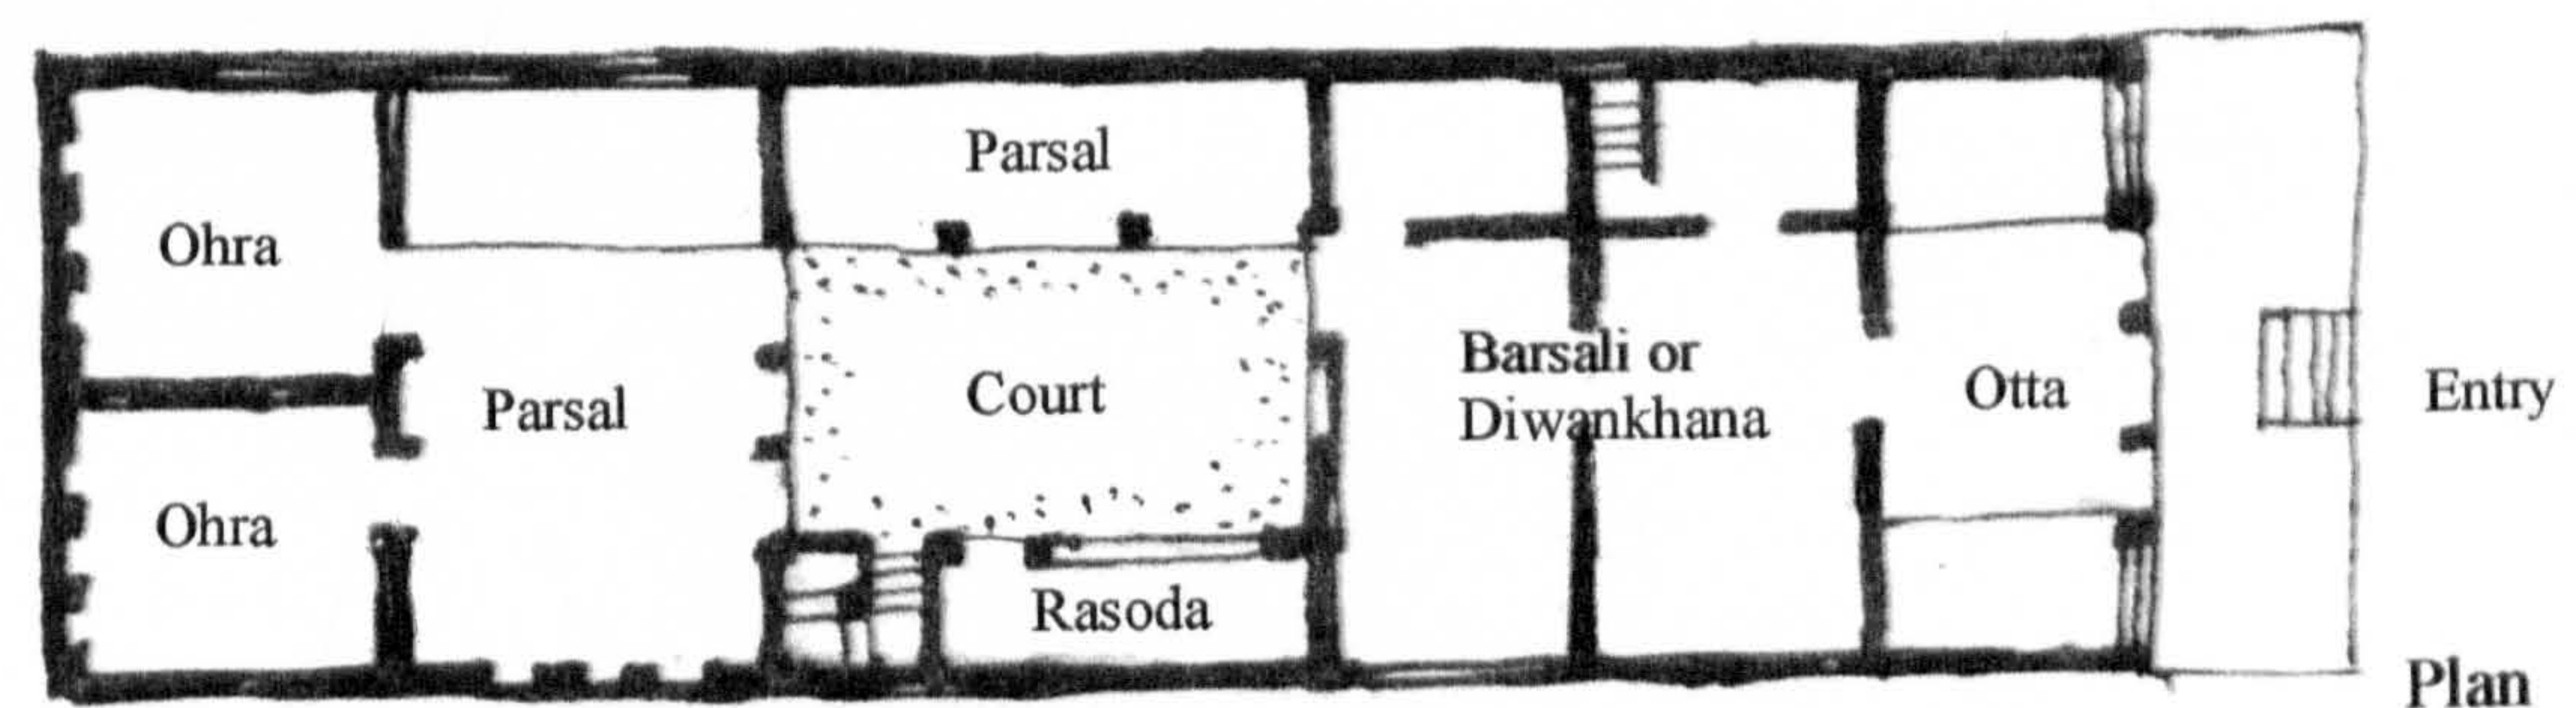 Parsal
Ohra
Barsali or
Diwankhana
Court
Otta
Entry
Parsal
Ohra
Rasoda
Plan